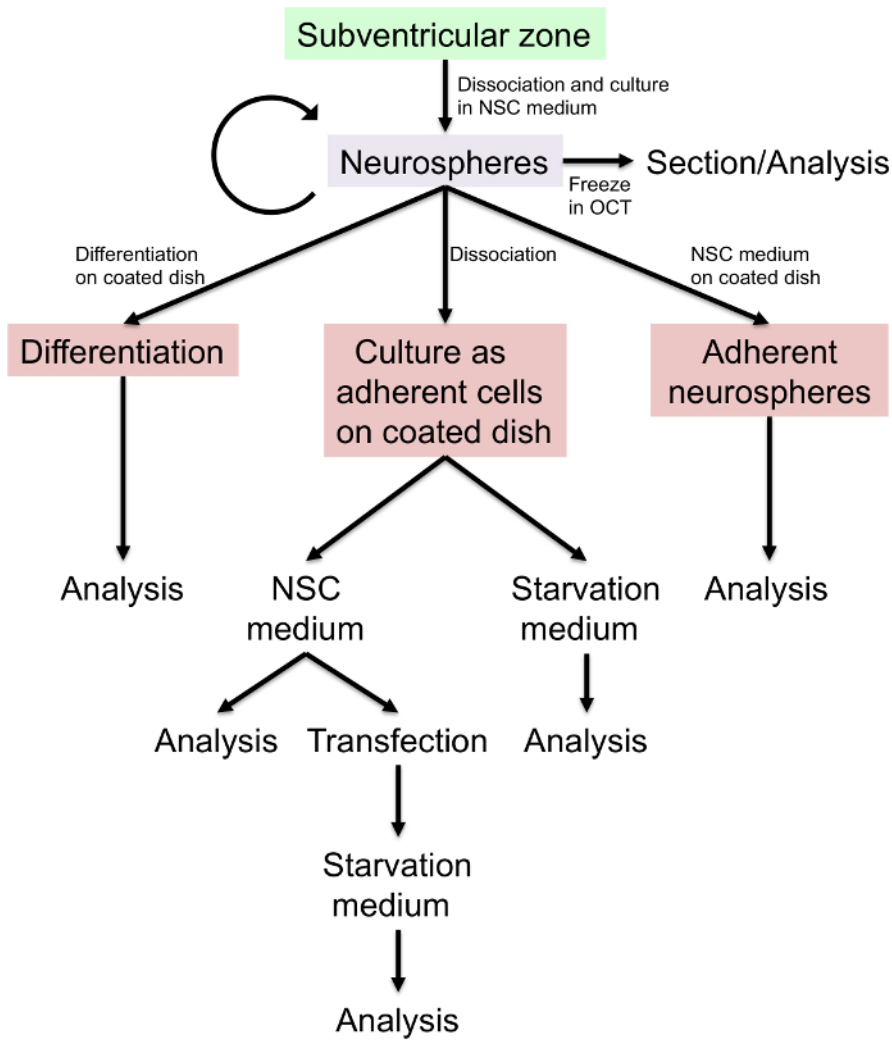 Subventricular zone
Dissociation and culture
in NSC medium
Neurospheres
Section/Analysis
Freeze
in OCT
Differentiation
on coated dish
Dissociation
NSC medium
on coated dish
Differentiation
Culture as
adherent cells
on coated dish
Adherent
neurospheres
Analysis
NSC
medium
Starvation
medium
Analysis
Analysis
Transfection
Analysis
Starvation
medium
Analysis